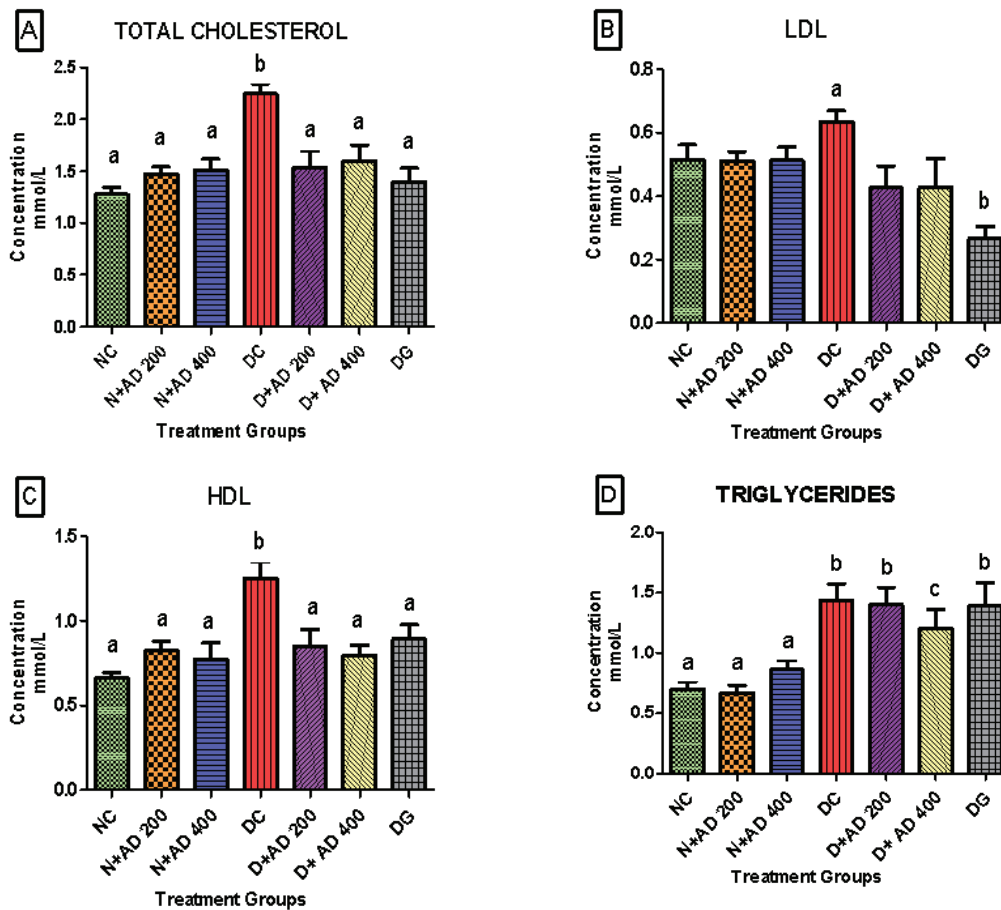 A
TOTAL CHOLESTEROL
2.5
2.0
1.5
1.0
0.5
0.0
Concentration
mmol/L
a
a
a
b
a
a
a
NC
N+AD 200
N+AD 400
DC
D+AD 200
D+ AD 400
DG
Treatment Groups
B
LDL
0.8
0.6
0.4
0.2
0.0
Concentration
mmol/L
a
b
NC
N+AD 200
N+AD 400
DC
D+AD 200
D+ AD 400
DG
Treatment Groups
C
HDL
1.5
1.0
0.5
0.0
Concentration
mmol/L
a
a
a
b
a
a
a
NC
N+AD 200
N+AD 400
DC
D+AD 200
D+ AD 400
DG
Treatment Groups
D
TRIGLYCERIDES
2.0
1.5
1.0
0.5
0.0
Concentration
mmol/L
a
a
a
b
b
c
b
NC
N+AD 200
N+AD 400
DC
D+AD 200
D+ AD 400
DG
Treatment Groups